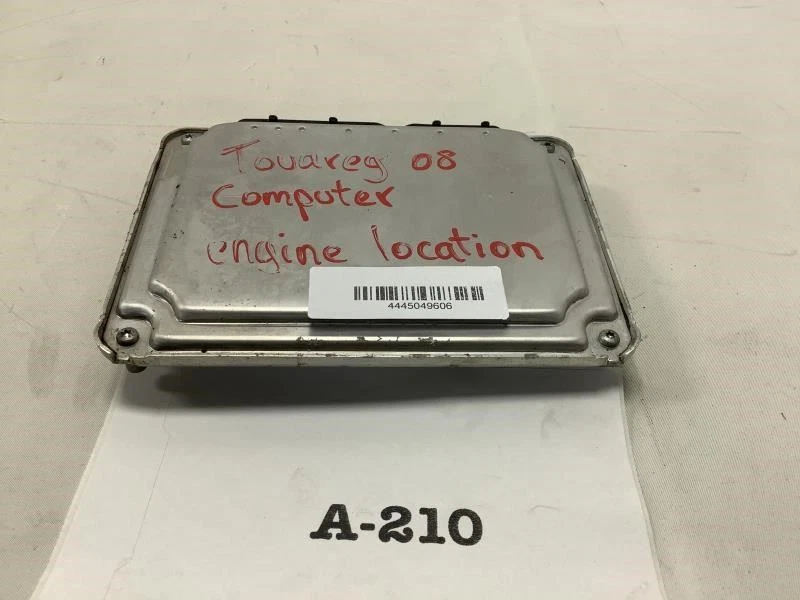 Touareg 08
Computer
engine location
4445049606
A-210